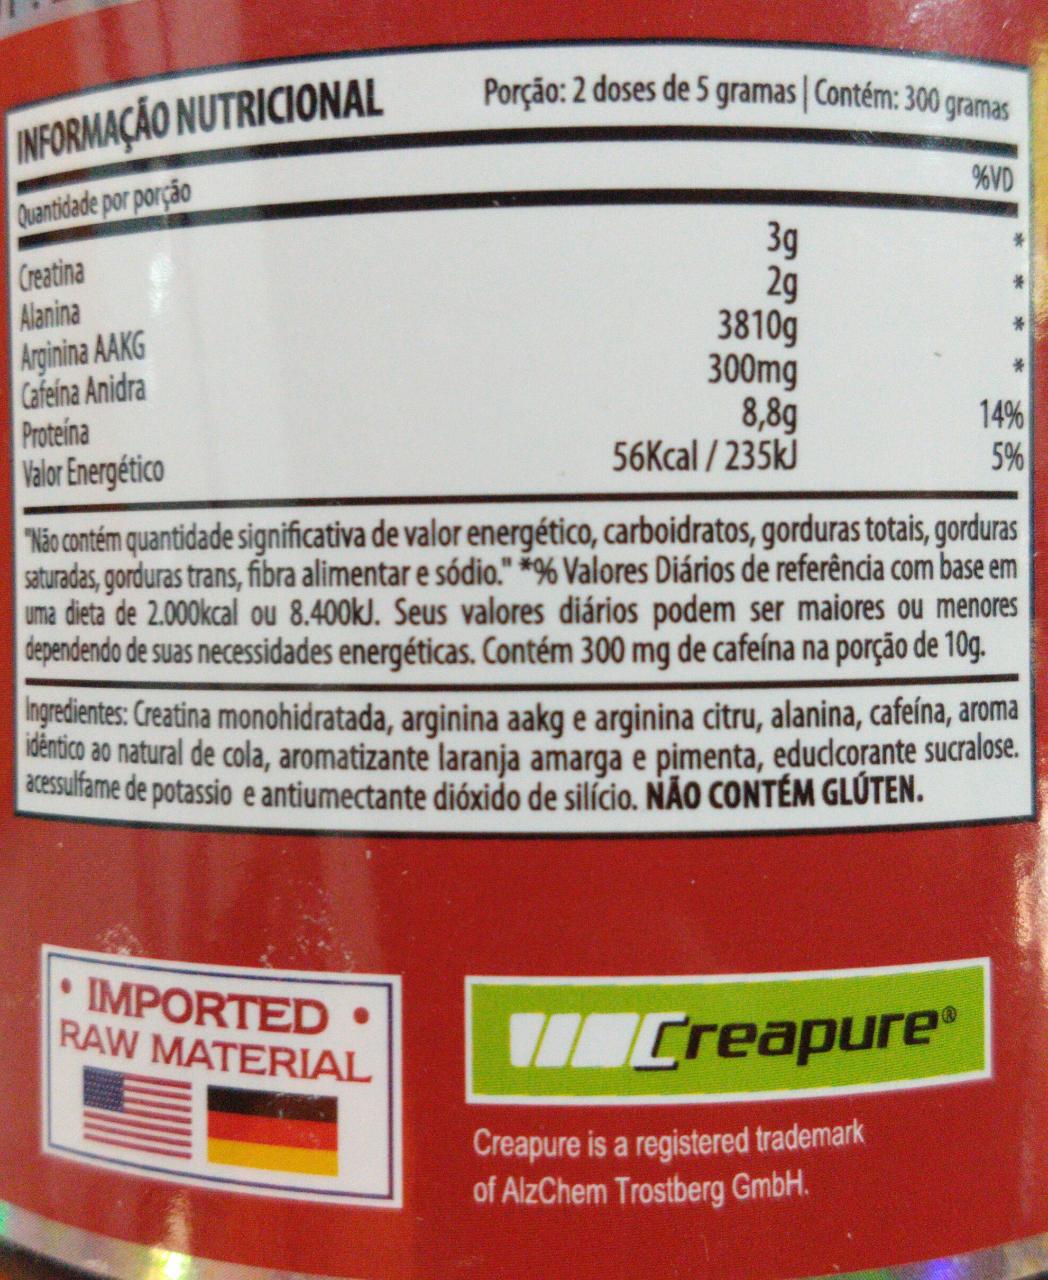 INFORMAÇÃO NUTRICIONAL Porção: 2 doses de 5 gramas | Contém: 300 gramas
Quantidade por porção %VD
Creatina 3g *
Alanina 2g *
Arginina AAKG 3810g *
Cafeína Anidra 300mg *
Proteína 8,8g 14%
Valor Energético 56Kcal / 235kJ 5%
"Não contém quantidade significativa de valor energético, carboidratos, gorduras totais, gorduras
saturadas, gorduras trans, fibra alimentar e sódio." *% Valores Diários de referência com base em
uma dieta de 2.000kcal ou 8.400kJ. Seus valores diários podem ser maiores ou menores
dependendo de suas necessidades energéticas. Contém 300 mg de cafeína na porção de 10g.
Ingredientes: Creatina monohidratada, arginina aakg e arginina citru, alanina, cafeína, aroma
idêntico ao natural de cola, aromatizante laranja amarga e pimenta, educlcorante sucralose.
acessulfame de potassio e antiumectante dióxido de silício. NÃO CONTÉM GLÚTEN.
• IMPORTED •
RAW MATERIAL
Creapure®
Creapure is a registered trademark
of AlzChem Trostberg GmbH.